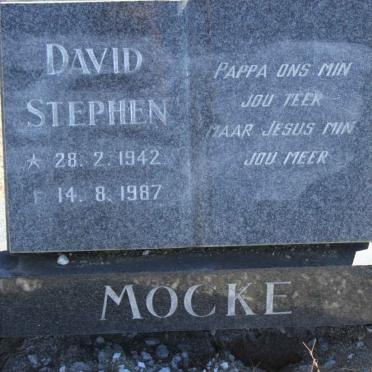 DAVID
STEPHEN
* 28. 2. 1942
† 14. 8. 1987
PAPPA ONS MIN
JOU TEER
MAAR JESUS MIN
JOU MEER
MOCKE